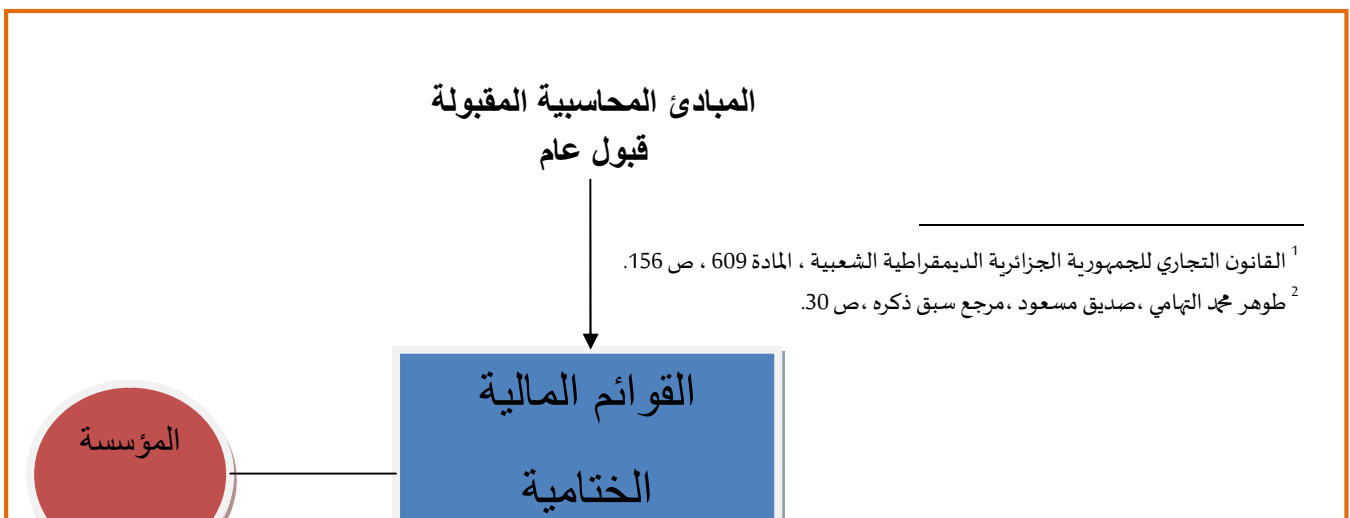 المبادئ المحاسبية المقبولة
قبول عام
1 القانون التجاري للجمهورية الجزائرية الديمقراطية الشعبية ، المادة 609 ، ص 156.
2 طوهر محمد التهامي ،صديق مسعود ،مرجع سبق ذكره ،ص 30.
القوائم المالية
المؤسسة
الختامية